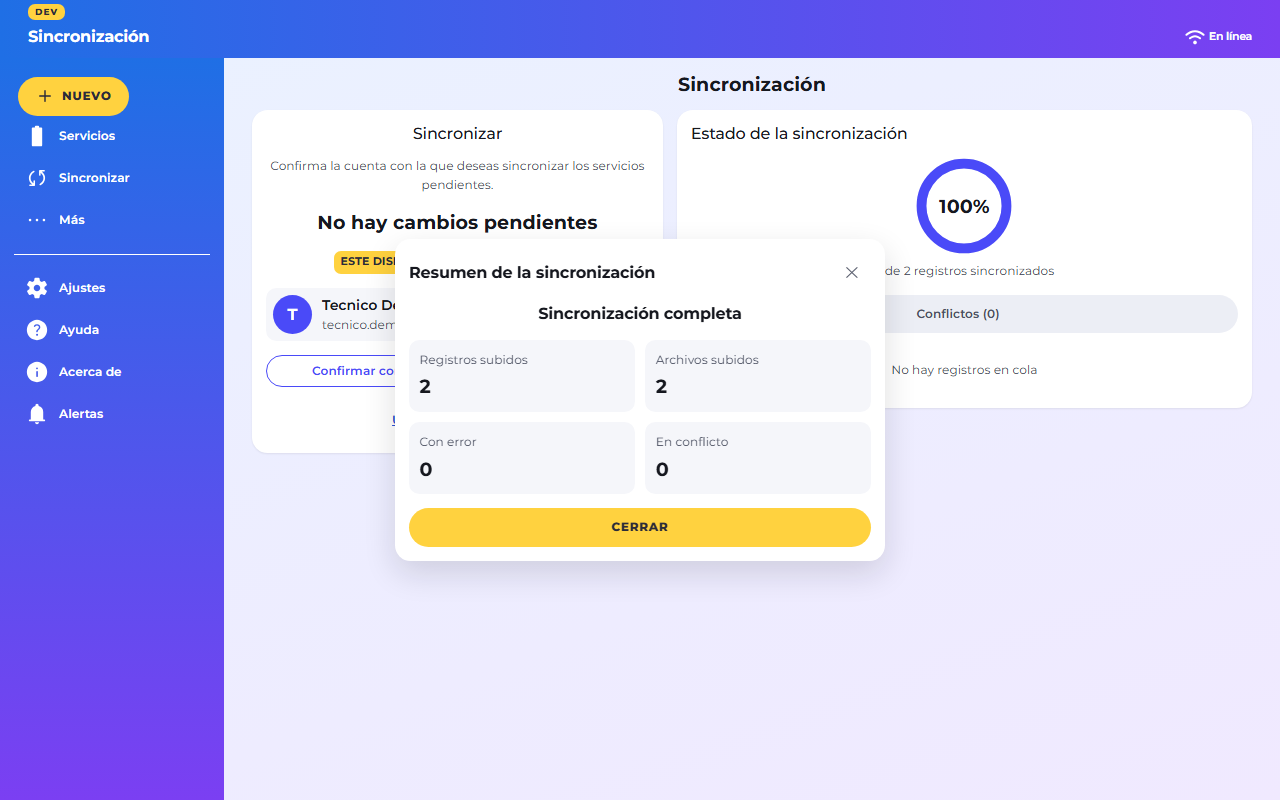 DEV
Sincronización
En línea
NUEVO
Servicios
Sincronizar
Más
Ajustes
Ayuda
Acerca de
Alertas
Sincronización
Sincronizar
Confirma la cuenta con la que deseas sincronizar los servicios
pendientes.
No hay cambios pendientes
ESTE
T
Tecnico
tecnico.dem
Confirmar
Estado de la sincronización
100%
de 2 registros sincronizados
Conflictos (0)
No hay registros en cola
Resumen de la sincronización
Sincronización completa
Registros subidos
2
Archivos subidos
2
Con error
0
En conflicto
0
CERRAR